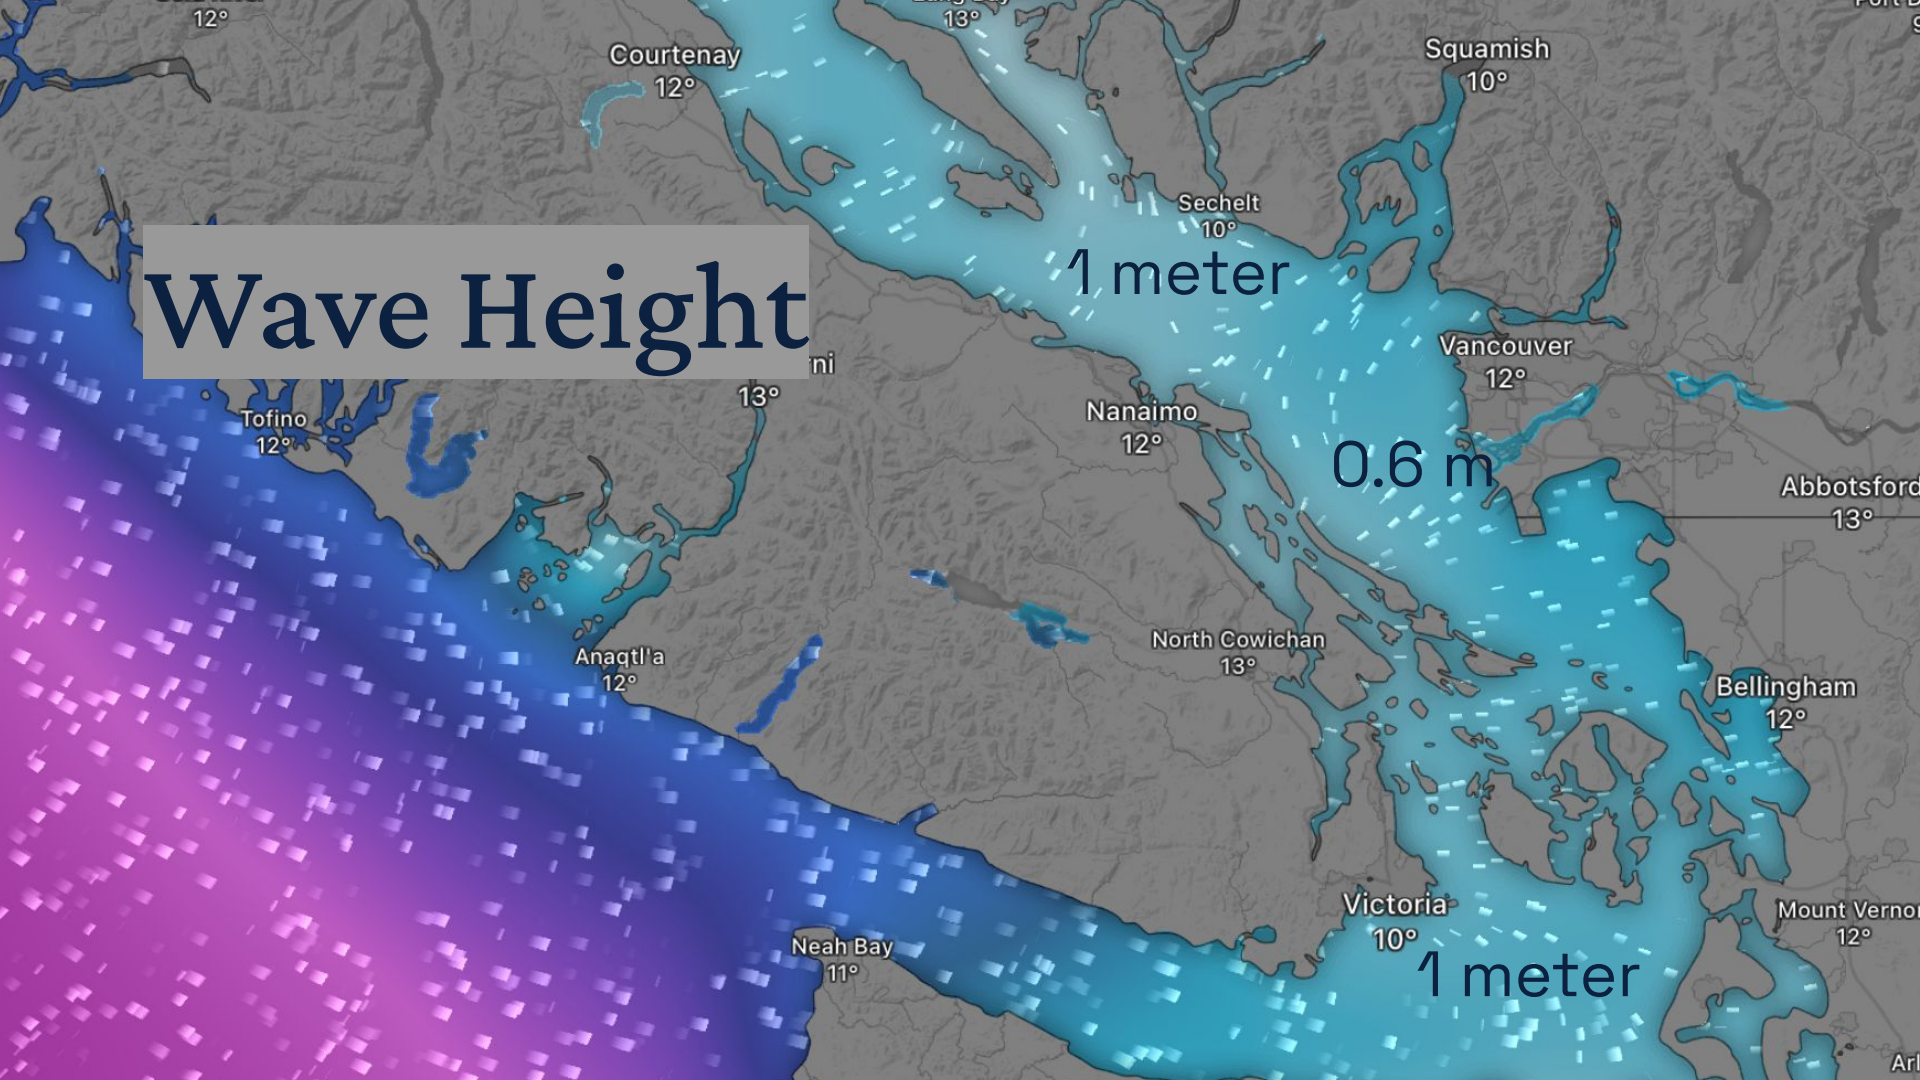 12°
13°
Courtenay
12°
Squamish
10°
Sechelt
10°
1 meter
Wave Height
Vancouver
12°
13°
Tofino
12°
Nanaimo
12°
0.6 m
Abbotsford
13°
North Cowichan
13°
Anaqtl'a
12°
Bellingham
12°
Victoria
10°
Mount Vernon
12°
Neah Bay
11°
1 meter